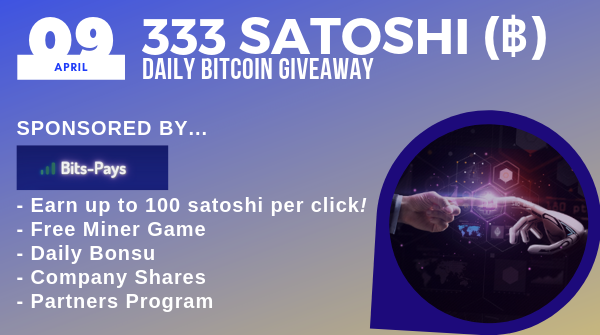 09
APRIL
333 SATOSHI (฿)
DAILY BITCOIN GIVEAWAY
SPONSORED BY...
Bits-Pays
- Earn up to 100 satoshi per click!
- Free Miner Game
- Daily Bonsu
- Company Shares
- Partners Program